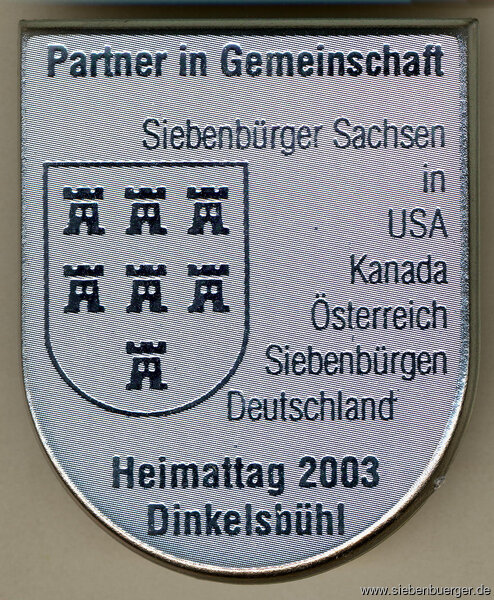 Partner in Gemeinschaft
Siebenbürger Sachsen
in
USA
Kanada
Österreich
Siebenbürgen
Deutschland
Heimattag 2003
Dinkelsbühl
www.siebenbuerger.de